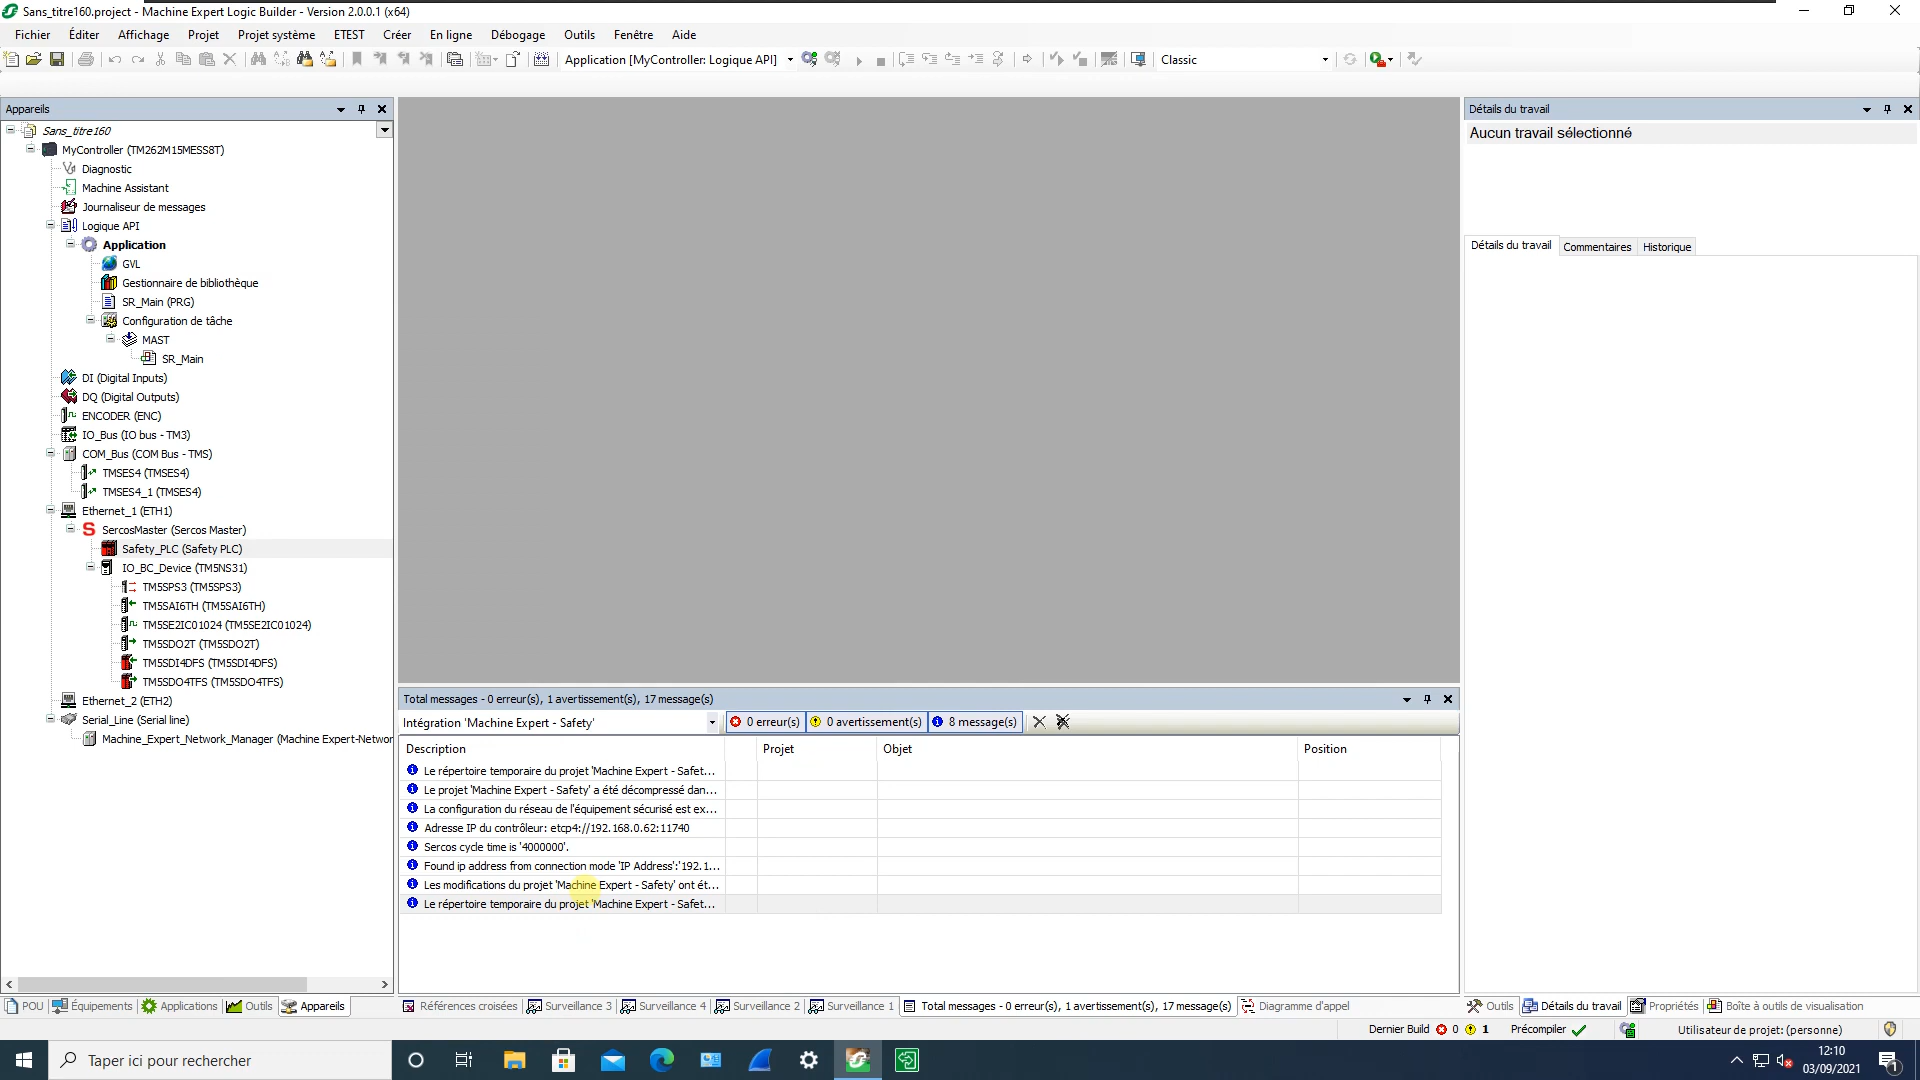 Sans_titre160.project - Machine Expert Logic Builder - Version 2.0.0.1 (x64)
Fichier Éditer Affichage Projet Projet système ETEST Créer En ligne Débogage Outils Fenêtre Aide
Application [MyController: Logique API] Classic
Appareils
Sans_titre160
MyController (TM262M15MESS8T)
Diagnostic
Machine Assistant
Journaliseur de messages
Logique API
Application
GVL
Gestionnaire de bibliothèque
SR_Main (PRG)
Configuration de tâche
MAST
SR_Main
DI (Digital Inputs)
DQ (Digital Outputs)
ENCODER (ENC)
IO_Bus (IO bus - TM3)
COM_Bus (COM Bus - TMS)
TMSES4 (TMSES4)
TMSES4_1 (TMSES4)
Ethernet_1 (ETH1)
SercosMaster (Sercos Master)
Safety_PLC (Safety PLC)
IO_BC_Device (TM5NS31)
TM5SPS3 (TM5SPS3)
TM5SAI6TH (TM5SAI6TH)
TM5SE2IC01024 (TM5SE2IC01024)
TM5SDO2T (TM5SDO2T)
TM5SDI4DFS (TM5SDI4DFS)
TM5SDO4TFS (TM5SDO4TFS)
Ethernet_2 (ETH2)
Serial_Line (Serial line)
Machine_Expert_Network_Manager (Machine Expert-Networ
POU Équipements Applications Outils Appareils
Total messages - 0 erreur(s), 1 avertissement(s), 17 message(s)
Intégration 'Machine Expert - Safety' 0 erreur(s) 0 avertissement(s) 8 message(s)
Description Projet Objet Position
Le répertoire temporaire du projet 'Machine Expert - Safet...
Le projet 'Machine Expert - Safety' a été décompressé dan...
La configuration du réseau de l'équipement sécurisé est ex...
Adresse IP du contrôleur: etcp4://192.168.0.62:11740
Sercos cycle time is '4000000'.
Found ip address from connection mode 'IP Address':'192.1...
Les modifications du projet 'Machine Expert - Safety' ont ét...
Le répertoire temporaire du projet 'Machine Expert - Safet...
Références croisées Surveillance 3 Surveillance 4 Surveillance 2 Surveillance 1 Total messages - 0 erreur(s), 1 avertissement(s), 17 message(s) Diagramme d'appel
Détails du travail
Aucun travail sélectionné
Détails du travail Commentaires Historique
Outils Détails du travail Propriétés Boîte à outils de visualisation
Dernier Build 0 1 Précompiler Utilisateur de projet: (personne)
Taper ici pour rechercher
12:10
03/09/2021
1